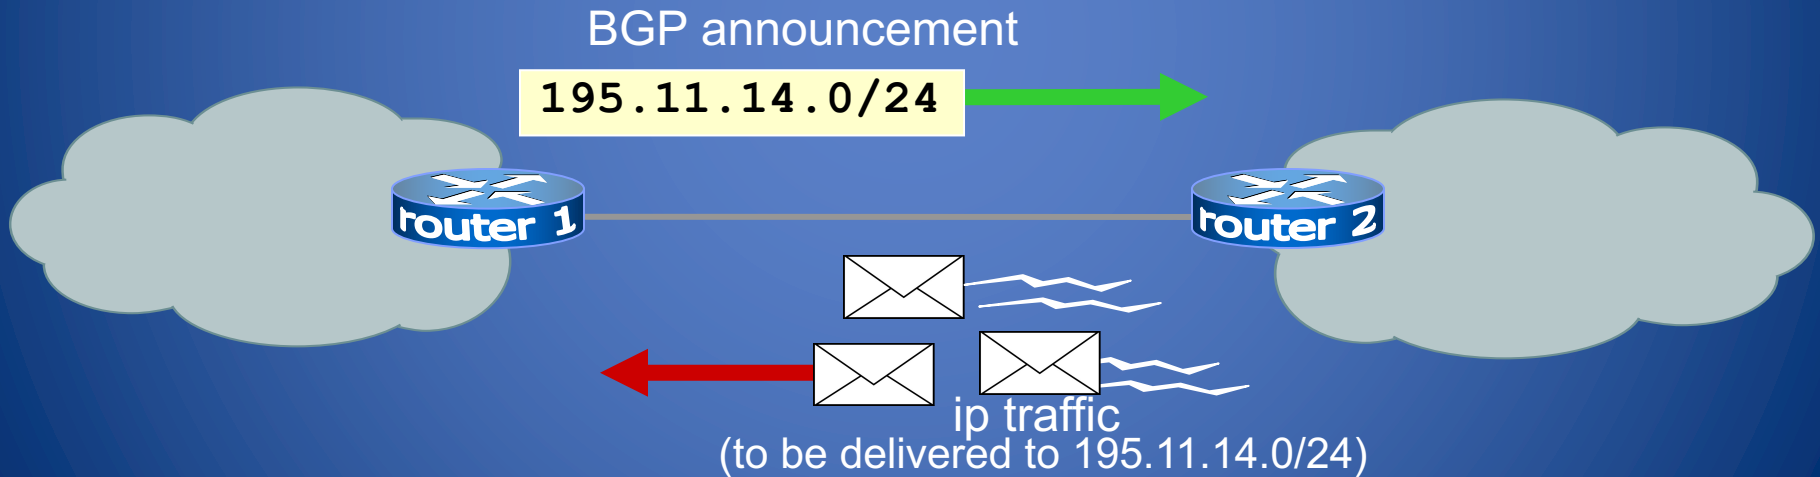 BGP announcement
195.11.14.0/24
router 1
router 2
ip traffic
(to be delivered to 195.11.14.0/24)